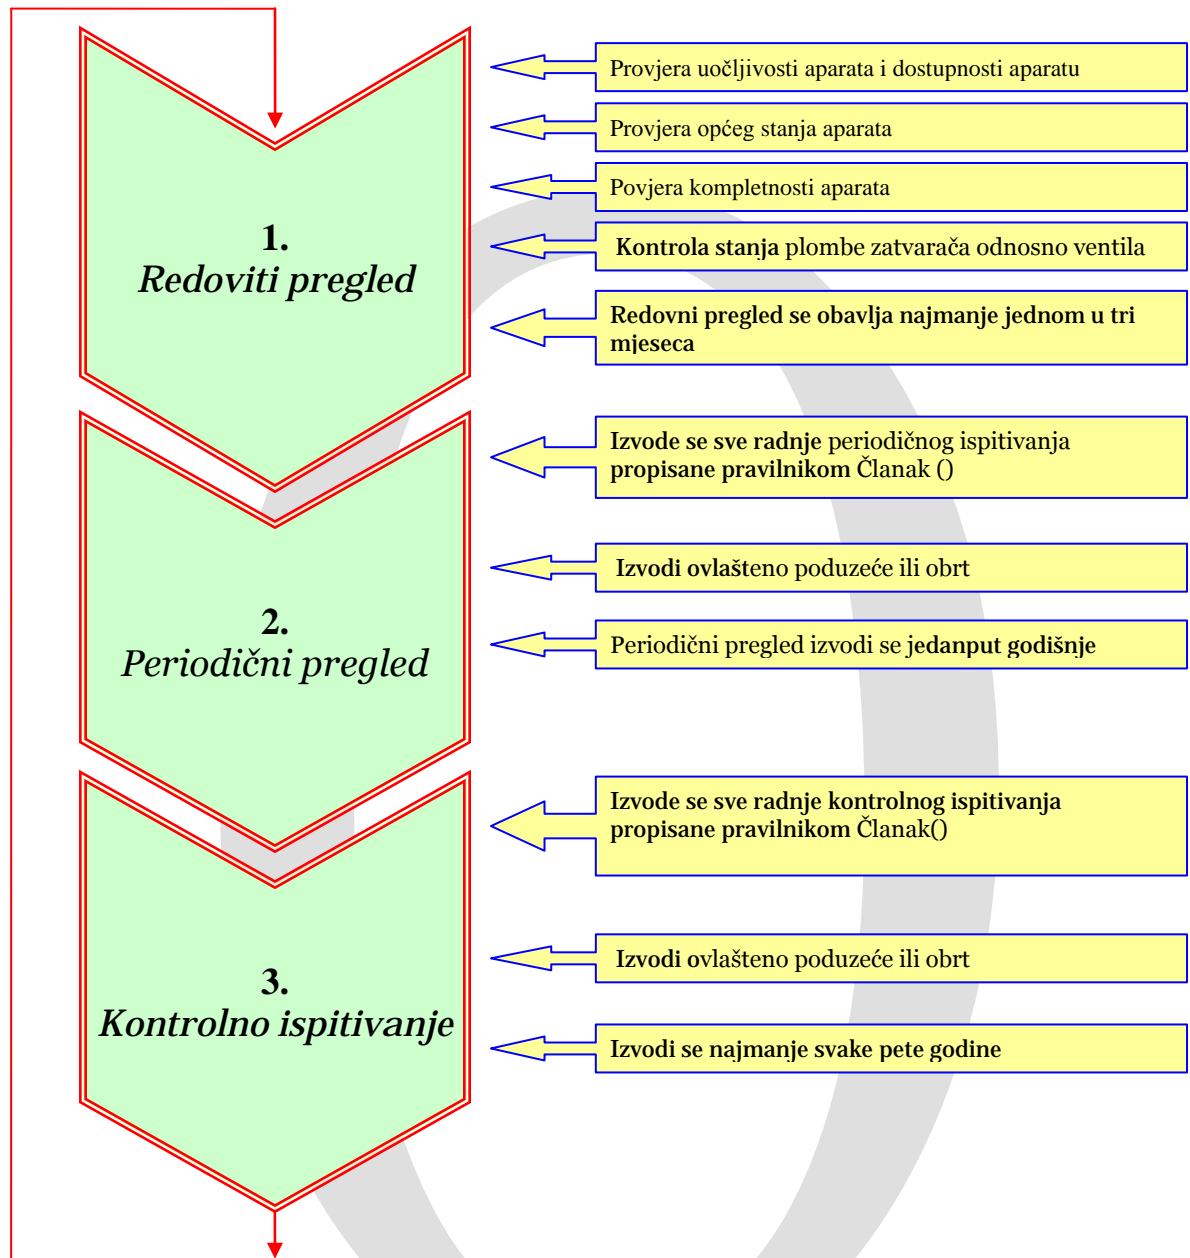 Provjera uočljivosti aparata i dostupnosti aparatu
Provjera općeg stanja aparata
Povjera kompletnosti aparata
Kontrola stanja plombe zatvarača odnosno ventila
Redovni pregled se obavlja najmanje jednom u tri
mjeseca
1.
Redoviti pregled
Izvode se sve radnje periodičnog ispitivanja
propisane pravilnikom Članak ()
Izvodi ovlašteno poduzeće ili obrt
Periodični pregled izvodi se jedanput godišnje
2.
Periodični pregled
Izvode se sve radnje kontrolnog ispitivanja
propisane pravilnikom Članak()
Izvodi ovlašteno poduzeće ili obrt
Izvodi se najmanje svake pete godine
3.
Kontrolno ispitivanje